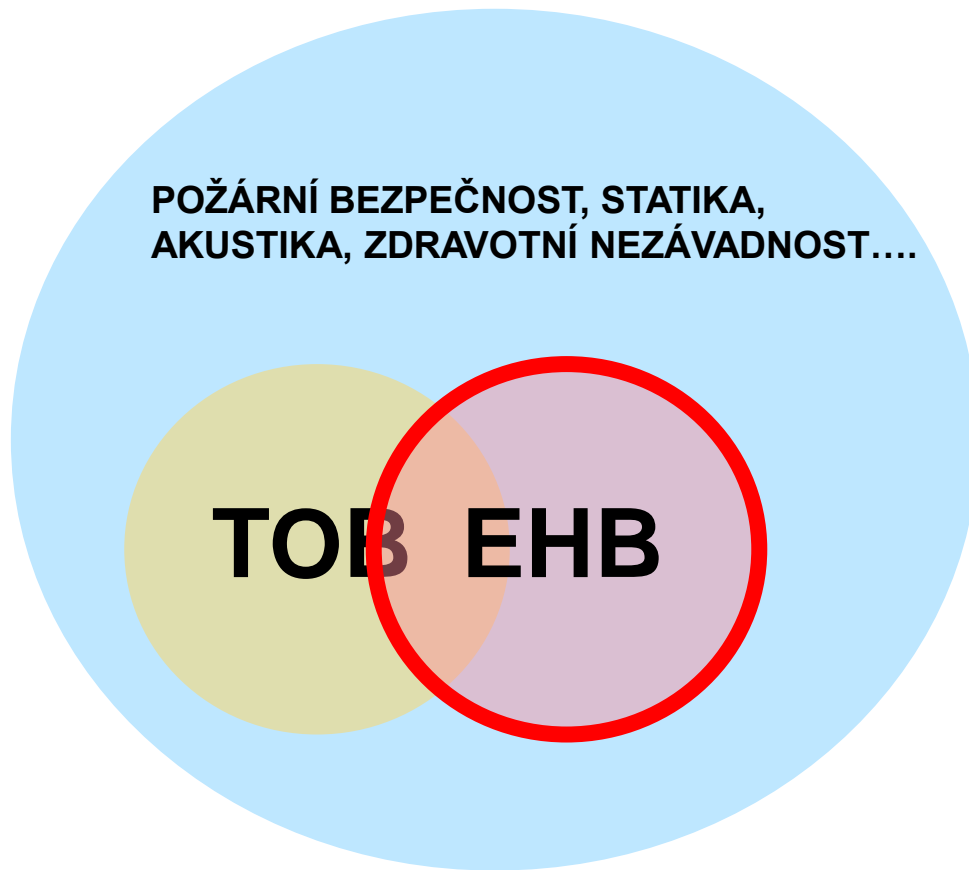 POŽÁRNÍ BEZPEČNOST, STATIKA,
AKUSTIKA, ZDRAVOTNÍ NEZÁVADNOST....
TOB EHB